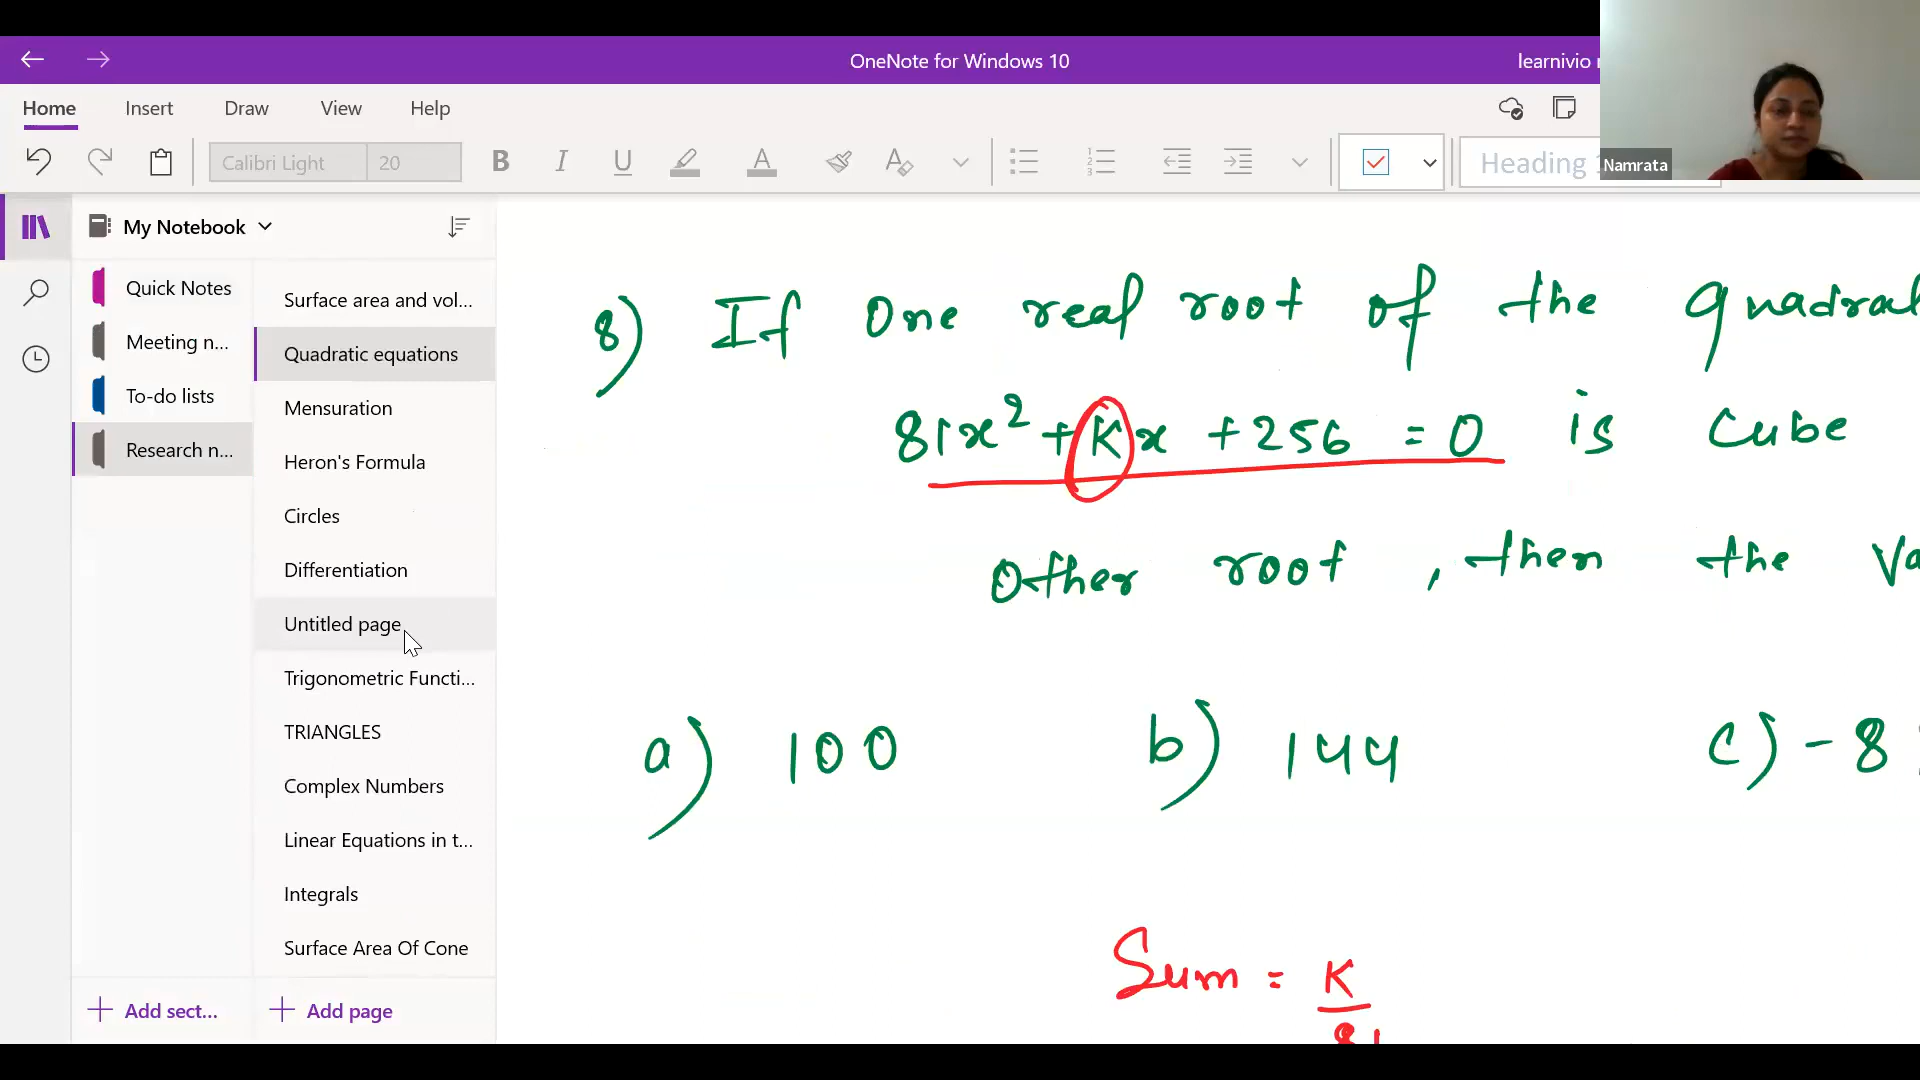 OneNote for Windows 10
learnivio
Home Insert Draw View Help
Calibri Light 20 B I U A A Heading
Namrata
My Notebook
Quick Notes
Meeting n...
To-do lists
Research n...
Surface area and vol...
Quadratic equations
Mensuration
Heron's Formula
Circles
Differentiation
Untitled page
Trigonometric Functi...
TRIANGLES
Complex Numbers
Linear Equations in t...
Integrals
Surface Area Of Cone
Add sect...
Add page
8) If One real root of the quadrat
81x² + Kx + 256 = 0 is cube
Other root, then the Va
a) 100 b) 144 c) -8
Sum = K
81